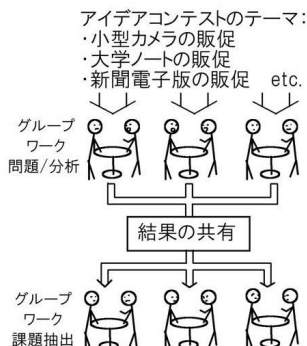 アイデアコンテストのテーマ:
・小型カメラの販促
・大学ノートの販促
・新聞電子版の販促 etc.
グループ
ワーク
問題/分析
結果の共有
グループ
ワーク
課題抽出